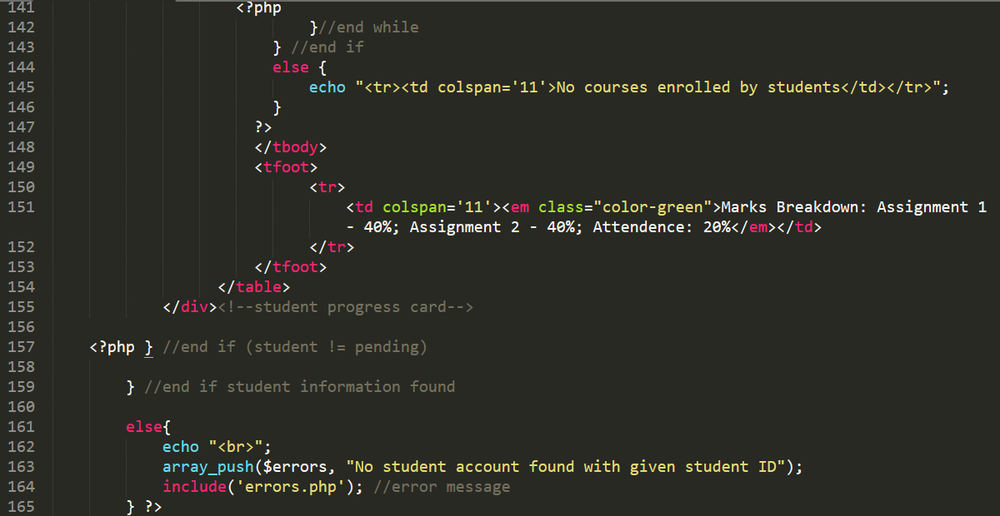 141 <?php
142 }//end while
143 } //end if
144 else {
145 echo "<tr><td colspan='11'>No courses enrolled by students</td></tr>";
146 }
147 ?>
148 </tbody>
149 <tfoot>
150 <tr>
151 <td colspan='11'><em class="color-green">Marks Breakdown: Assignment 1
- 40%; Assignment 2 - 40%; Attendence: 20%</em></td>
152 </tr>
153 </tfoot>
154 </table>
155 </div><!--student progress card-->
156
157 <?php } //end if (student != pending)
158
159 } //end if student information found
160
161 else{
162 echo "<br>";
163 array_push($errors, "No student account found with given student ID");
164 include('errors.php'); //error message
165 } ?>